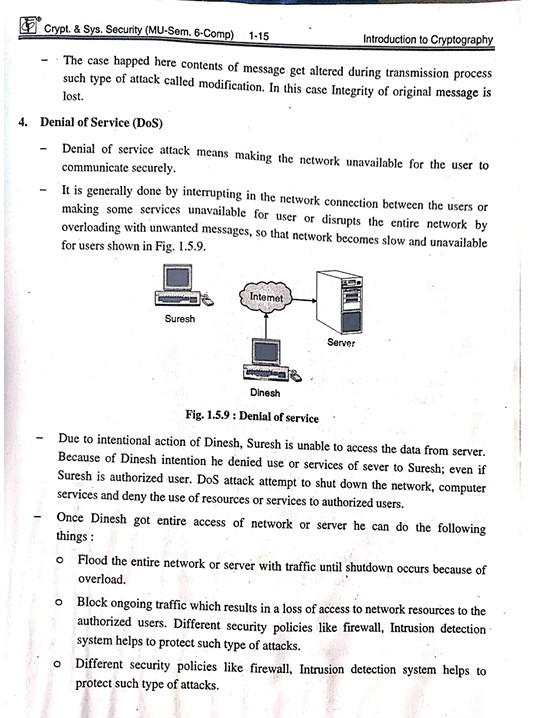 Crypt. & Sys. Security (MU-Sem. 6-Comp) 1-15 Introduction to Cryptography
– The case happed here contents of message get altered during transmission process
such type of attack called modification. In this case Integrity of original message is
lost.
4. Denial of Service (DoS)
– Denial of service attack means making the network unavailable for the user to
communicate securely.
– It is generally done by interrupting in the network connection between the users or
making some services unavailable for user or disrupts the entire network by
overloading with unwanted messages, so that network becomes slow and unavailable
for users shown in Fig. 1.5.9.
Internet
Suresh
Server
Dinesh
Fig. 1.5.9 : Denial of service
– Due to intentional action of Dinesh, Suresh is unable to access the data from server.
Because of Dinesh intention he denied use or services of sever to Suresh; even if
Suresh is authorized user. DoS attack attempt to shut down the network, computer
services and deny the use of resources or services to authorized users.
– Once Dinesh got entire access of network or server he can do the following
things :
o Flood the entire network or server with traffic until shutdown occurs because of
overload.
o Block ongoing traffic which results in a loss of access to network resources to the
authorized users. Different security policies like firewall, Intrusion detection
system helps to protect such type of attacks.
o Different security policies like firewall, Intrusion detection system helps to
protect such type of attacks.